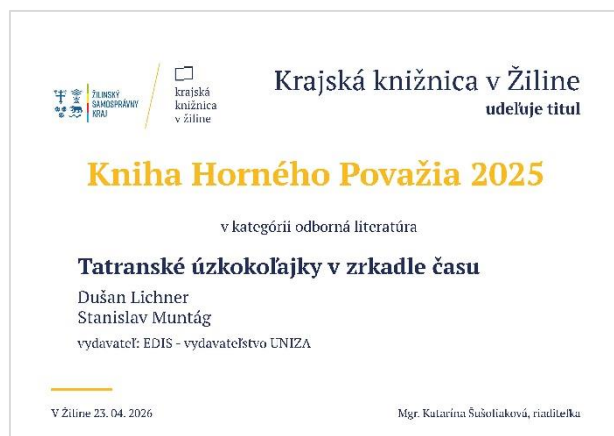 ŽILINSKÝ
SAMOSPRÁVNY
KRAJ
krajská
knižnica
v žiline
Krajská knižnica v Žiline
udeľuje titul
Kniha Horného Považia 2025
v kategórii odborná literatúra
Tatranské úzkokoľajky v zrkadle času
Dušan Lichner
Stanislav Muntág
vydavateľ: EDIS - vydavateľstvo UNIZA
V Žiline 23. 04. 2026
Mgr. Katarína Šušoliaková, riaditeľka